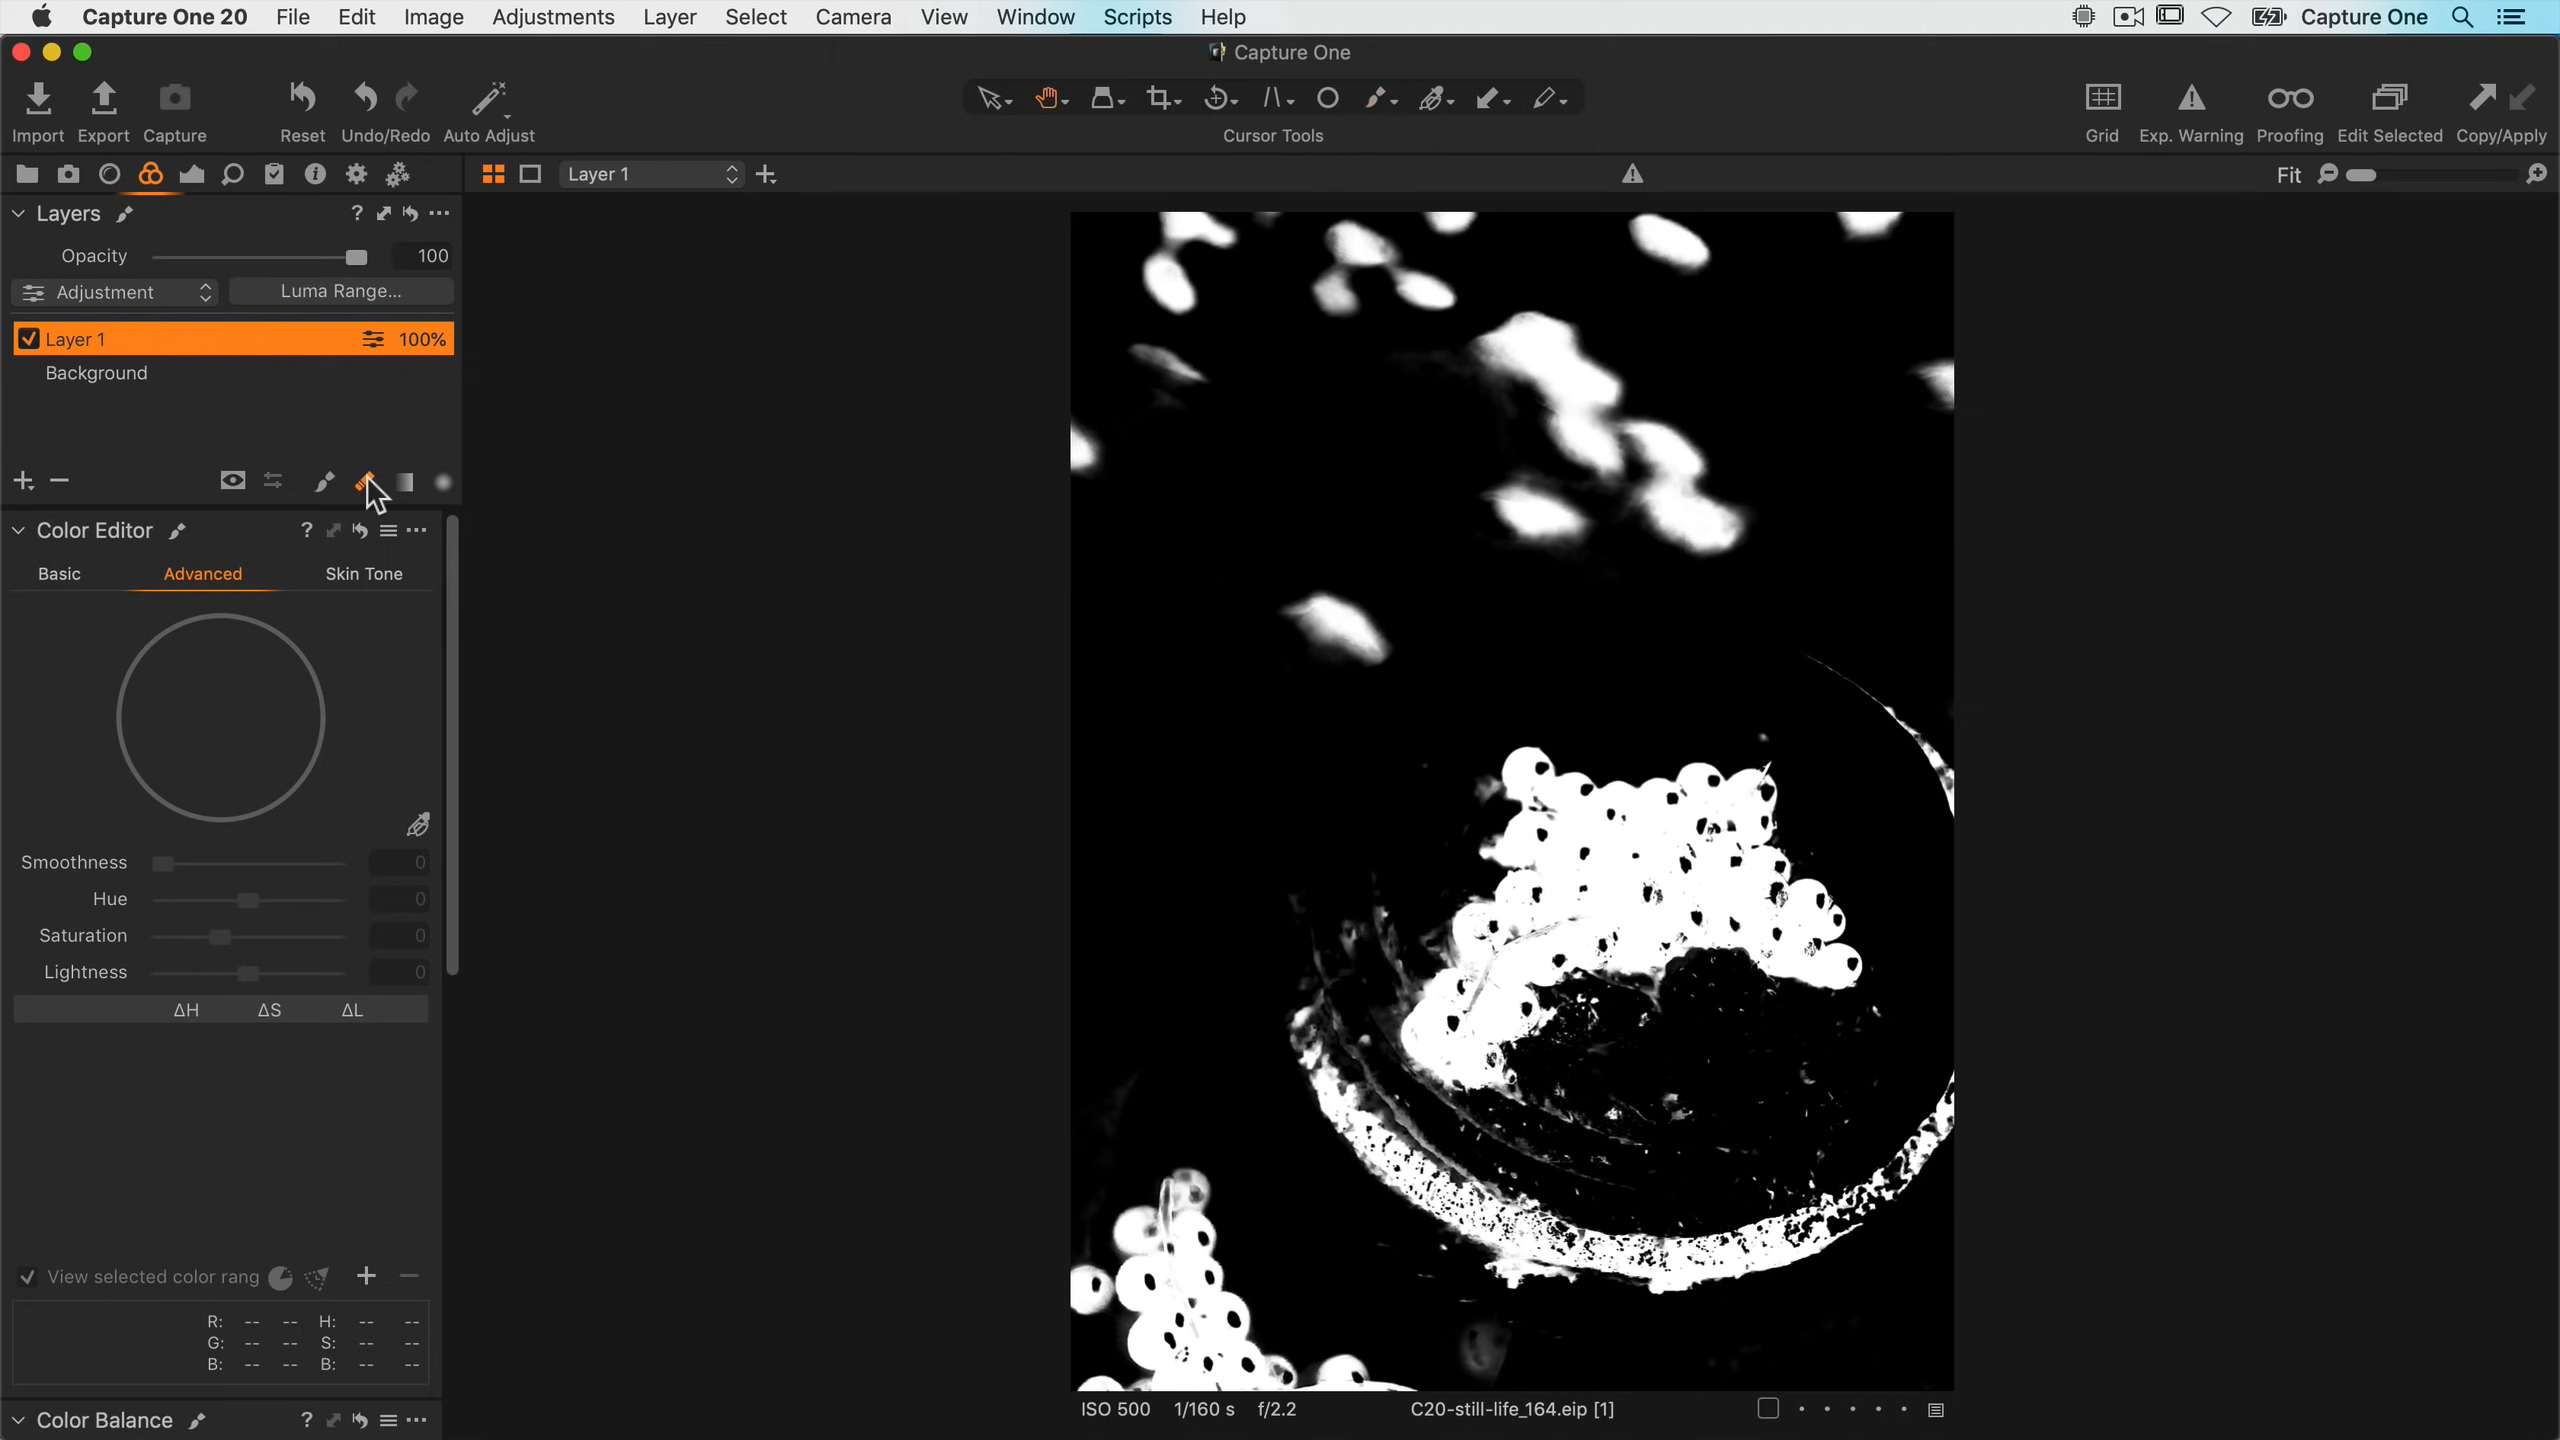 Capture One 20 File Edit Image Adjustments Layer Select Camera View Window Scripts Help Capture One
Capture One
Import Export Capture Reset Undo/Redo Auto Adjust Cursor Tools Grid Exp. Warning Proofing Edit Selected Copy/Apply
Layer 1 Fit
Layers ? ...
Opacity 100
Adjustment Luma Range...
Layer 1 100%
Background
Color Editor ? ...
Basic Advanced Skin Tone
Smoothness 0
Hue 0
Saturation 0
Lightness 0
ΔH ΔS ΔL
View selected color rang
R: -- -- H: -- --
G: -- -- S: -- --
B: -- -- B: -- --
Color Balance ? ...
ISO 500 1/160 s f/2.2 C20-still-life_164.eip [1]